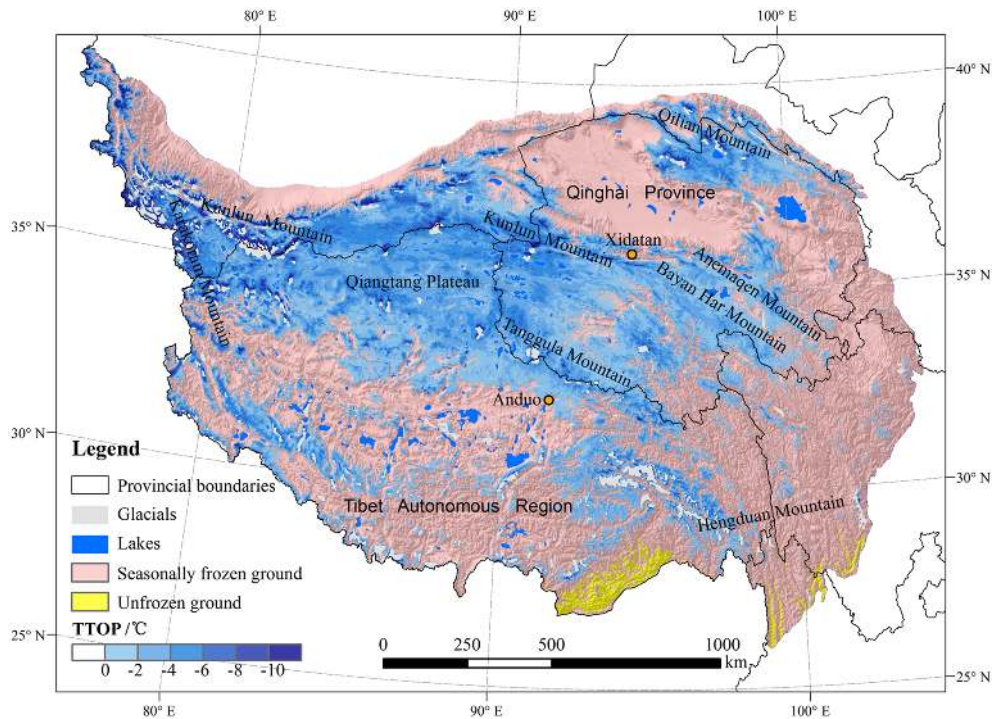 80° E
90° E
100° E
40° N
Qilian Mountain
Qinghai Province
Kunlun Mountain
35° N
Kunlun Mountain
Xidatan
Karakorum Mountain
Anemaqen Mountain
35° N
Qiangtang Plateau
Bayan Har Mountain
Tanggula Mountain
Anduo
30° N
Legend
Provincial boundaries
Glacials
Lakes
Seasonally frozen ground
Unfrozen ground
TTOP /℃
0 -2 -4 -6 -8 -10
30° N
Tibet Autonomous Region
Hengduan Mountain
25° N
0 250 500 1000
km
25° N
80° E
90° E
100° E